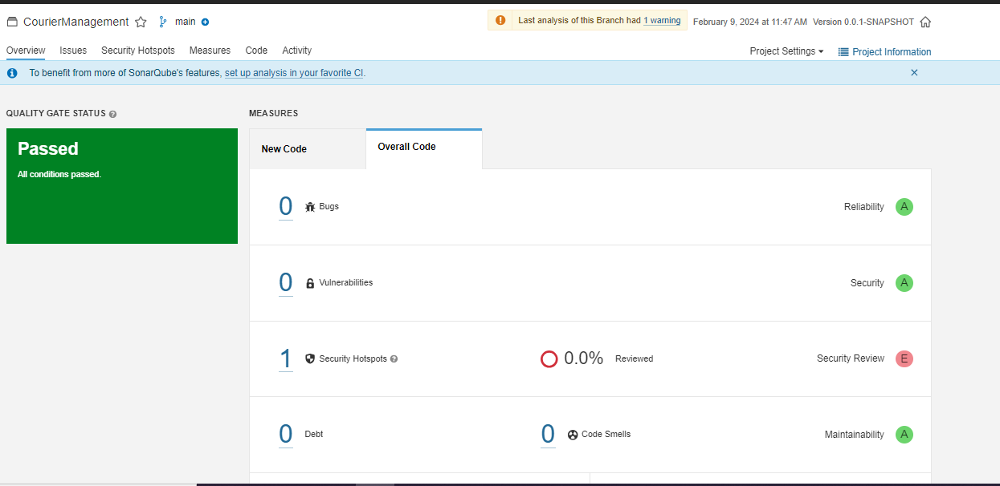 CourierManagement main Last analysis of this Branch had 1 warning February 9, 2024 at 11:47 AM Version 0.0.1-SNAPSHOT
Overview Issues Security Hotspots Measures Code Activity Project Settings Project Information
To benefit from more of SonarQube's features, set up analysis in your favorite CI.
QUALITY GATE STATUS MEASURES
Passed
All conditions passed.
New Code Overall Code
0 Bugs Reliability A
0 Vulnerabilities Security A
1 Security Hotspots 0.0% Reviewed Security Review E
0 Debt 0 Code Smells Maintainability A